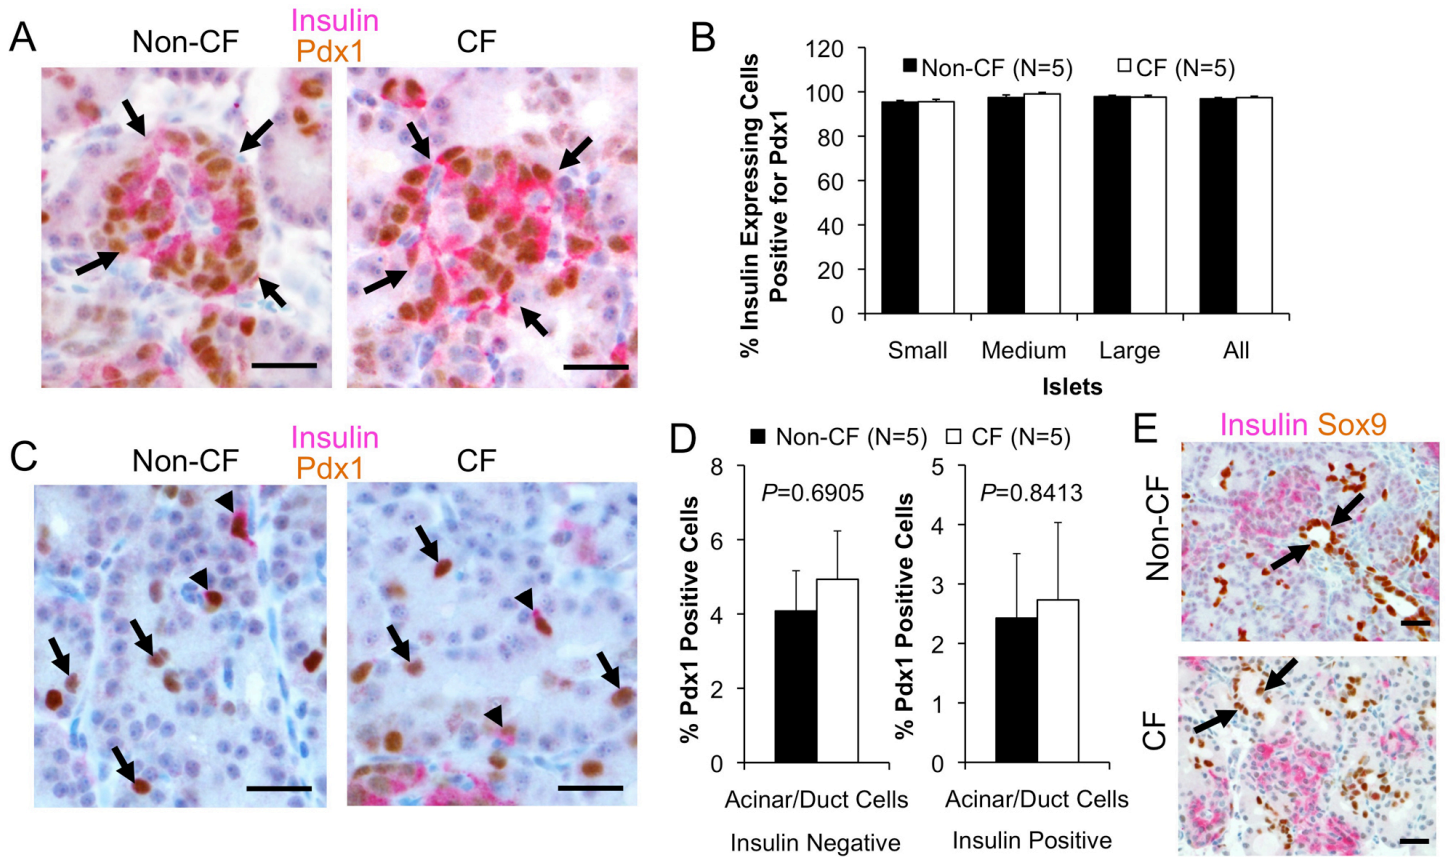 A
Non-CF
Insulin
Pdx1
CF
B
% Insulin Expressing Cells
Positive for Pdx1
120
100
80
60
40
20
0
Non-CF (N=5)
CF (N=5)
Small
Medium
Large
All
Islets
C
Non-CF
Insulin
Pdx1
CF
D
Non-CF (N=5)
CF (N=5)
% Pdx1 Positive Cells
8
6
4
2
0
P=0.6905
Acinar/Duct Cells
Insulin Negative
% Pdx1 Positive Cells
5
4
3
2
1
0
P=0.8413
Acinar/Duct Cells
Insulin Positive
E
Insulin Sox9
Non-CF
CF